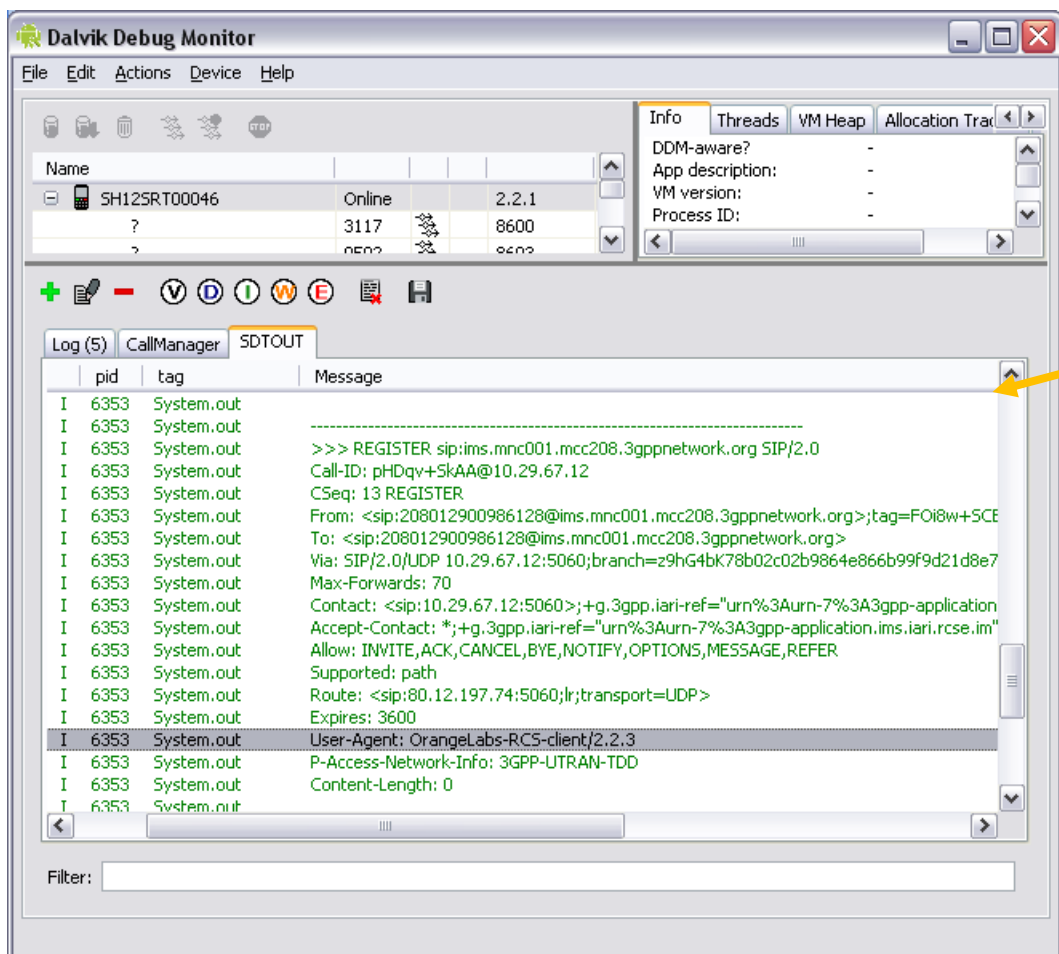 Dalvik Debug Monitor
File Edit Actions Device Help
Info Threads VM Heap Allocation Trac
DDM-aware? -
App description: -
VM version: -
Process ID: -
Name
SH12SRT00046 Online 2.2.1
? 3117 8600
?
V D I W E
Log (5) CallManager SDTOUT
pid tag Message
I 6353 System.out
I 6353 System.out -----------------------------------------------------------------------------
I 6353 System.out >>> REGISTER sip:ims.mnc001.mcc208.3gppnetwork.org SIP/2.0
I 6353 System.out Call-ID: pHDqv+SkAA@10.29.67.12
I 6353 System.out CSeq: 13 REGISTER
I 6353 System.out From: <sip:208012900986128@ims.mnc001.mcc208.3gppnetwork.org>;tag=FOi8w+SCE
I 6353 System.out To: <sip:208012900986128@ims.mnc001.mcc208.3gppnetwork.org>
I 6353 System.out Via: SIP/2.0/UDP 10.29.67.12:5060;branch=z9hG4bK78b02c02b9864e866b99f9d21d8e7
I 6353 System.out Max-Forwards: 70
I 6353 System.out Contact: <sip:10.29.67.12:5060>;+g.3gpp.iari-ref="urn%3Aurn-7%3A3gpp-application
I 6353 System.out Accept-Contact: *;+g.3gpp.iari-ref="urn%3Aurn-7%3A3gpp-application.ims.iari.rcse.im"
I 6353 System.out Allow: INVITE,ACK,CANCEL,BYE,NOTIFY,OPTIONS,MESSAGE,REFER
I 6353 System.out Supported: path
I 6353 System.out Route: <sip:80.12.197.74:5060;lr;transport=UDP>
I 6353 System.out Expires: 3600
I 6353 System.out User-Agent: OrangeLabs-RCS-client/2.2.3
I 6353 System.out P-Access-Network-Info: 3GPP-UTRAN-TDD
I 6353 System.out Content-Length: 0
I 6353 System.out
Filter: